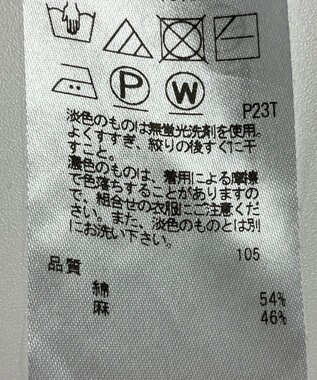 P
W
P23T
淡色のものは無蛍光洗剤を使用、
よくすすぎ、絞りの後すぐに干
すこと。
濃色のものは、着用による摩擦
で色落ちすることがありますの
で、組合せの衣服にご注意くだ
さい。また、淡色のものとは別
にお洗い下さい。
105
品質
綿 54%
麻 46%